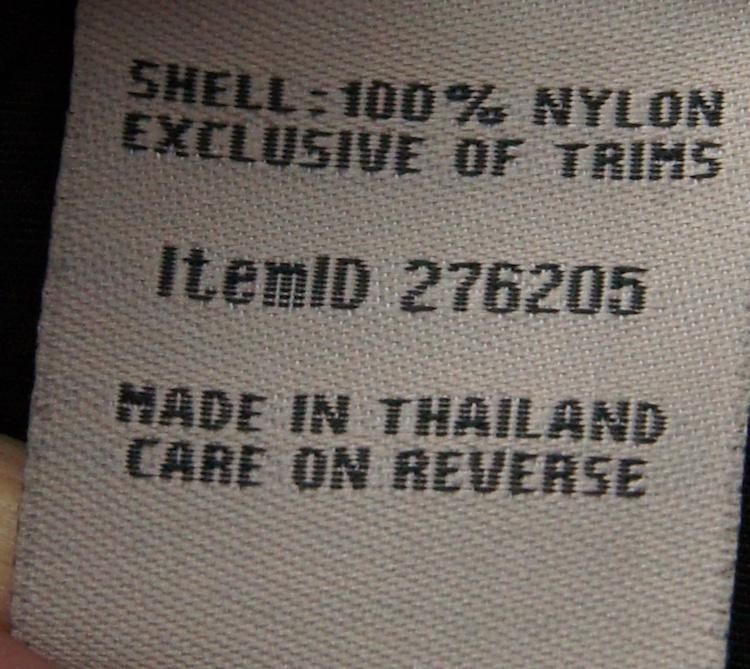 SHELL:100% NYLON
EXCLUSIVE OF TRIMS
ItemID 276205
MADE IN THAILAND
CARE ON REVERSE